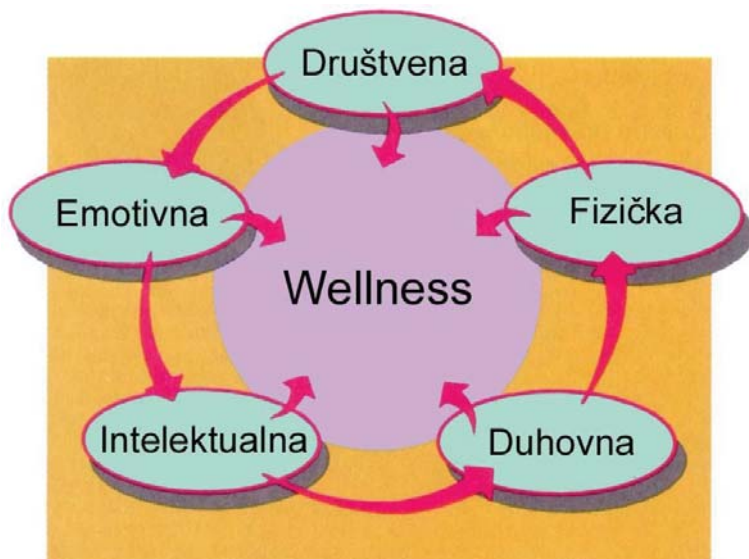 Društvena
Emotivna
Fizička
Wellness
Intelektualna
Duhovna